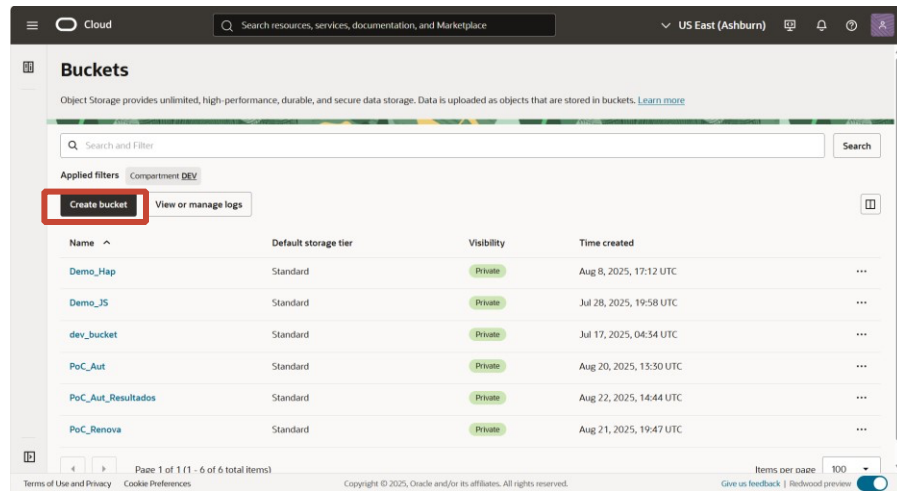 Cloud
Search resources, services, documentation, and Marketplace
US East (Ashburn)
Buckets
Object Storage provides unlimited, high-performance, durable, and secure data storage. Data is uploaded as objects that are stored in buckets. Learn more
Search and Filter
Search
Applied filters Compartment DEV
Create bucket View or manage logs
Name Default storage tier Visibility Time created
Demo_Hap Standard Private Aug 8, 2025, 17:12 UTC
Demo_JS Standard Private Jul 28, 2025, 19:58 UTC
dev_bucket Standard Private Jul 17, 2025, 04:34 UTC
PoC_Aut Standard Private Aug 20, 2025, 13:30 UTC
PoC_Aut_Resultados Standard Private Aug 22, 2025, 14:44 UTC
PoC_Renova Standard Private Aug 21, 2025, 19:47 UTC
Page 1 of 1 (1 - 6 of 6 total items) Items per page 100
Terms of Use and Privacy Cookie Preferences Copyright © 2025, Oracle and/or its affiliates. All rights reserved. Give us feedback | Redwood preview